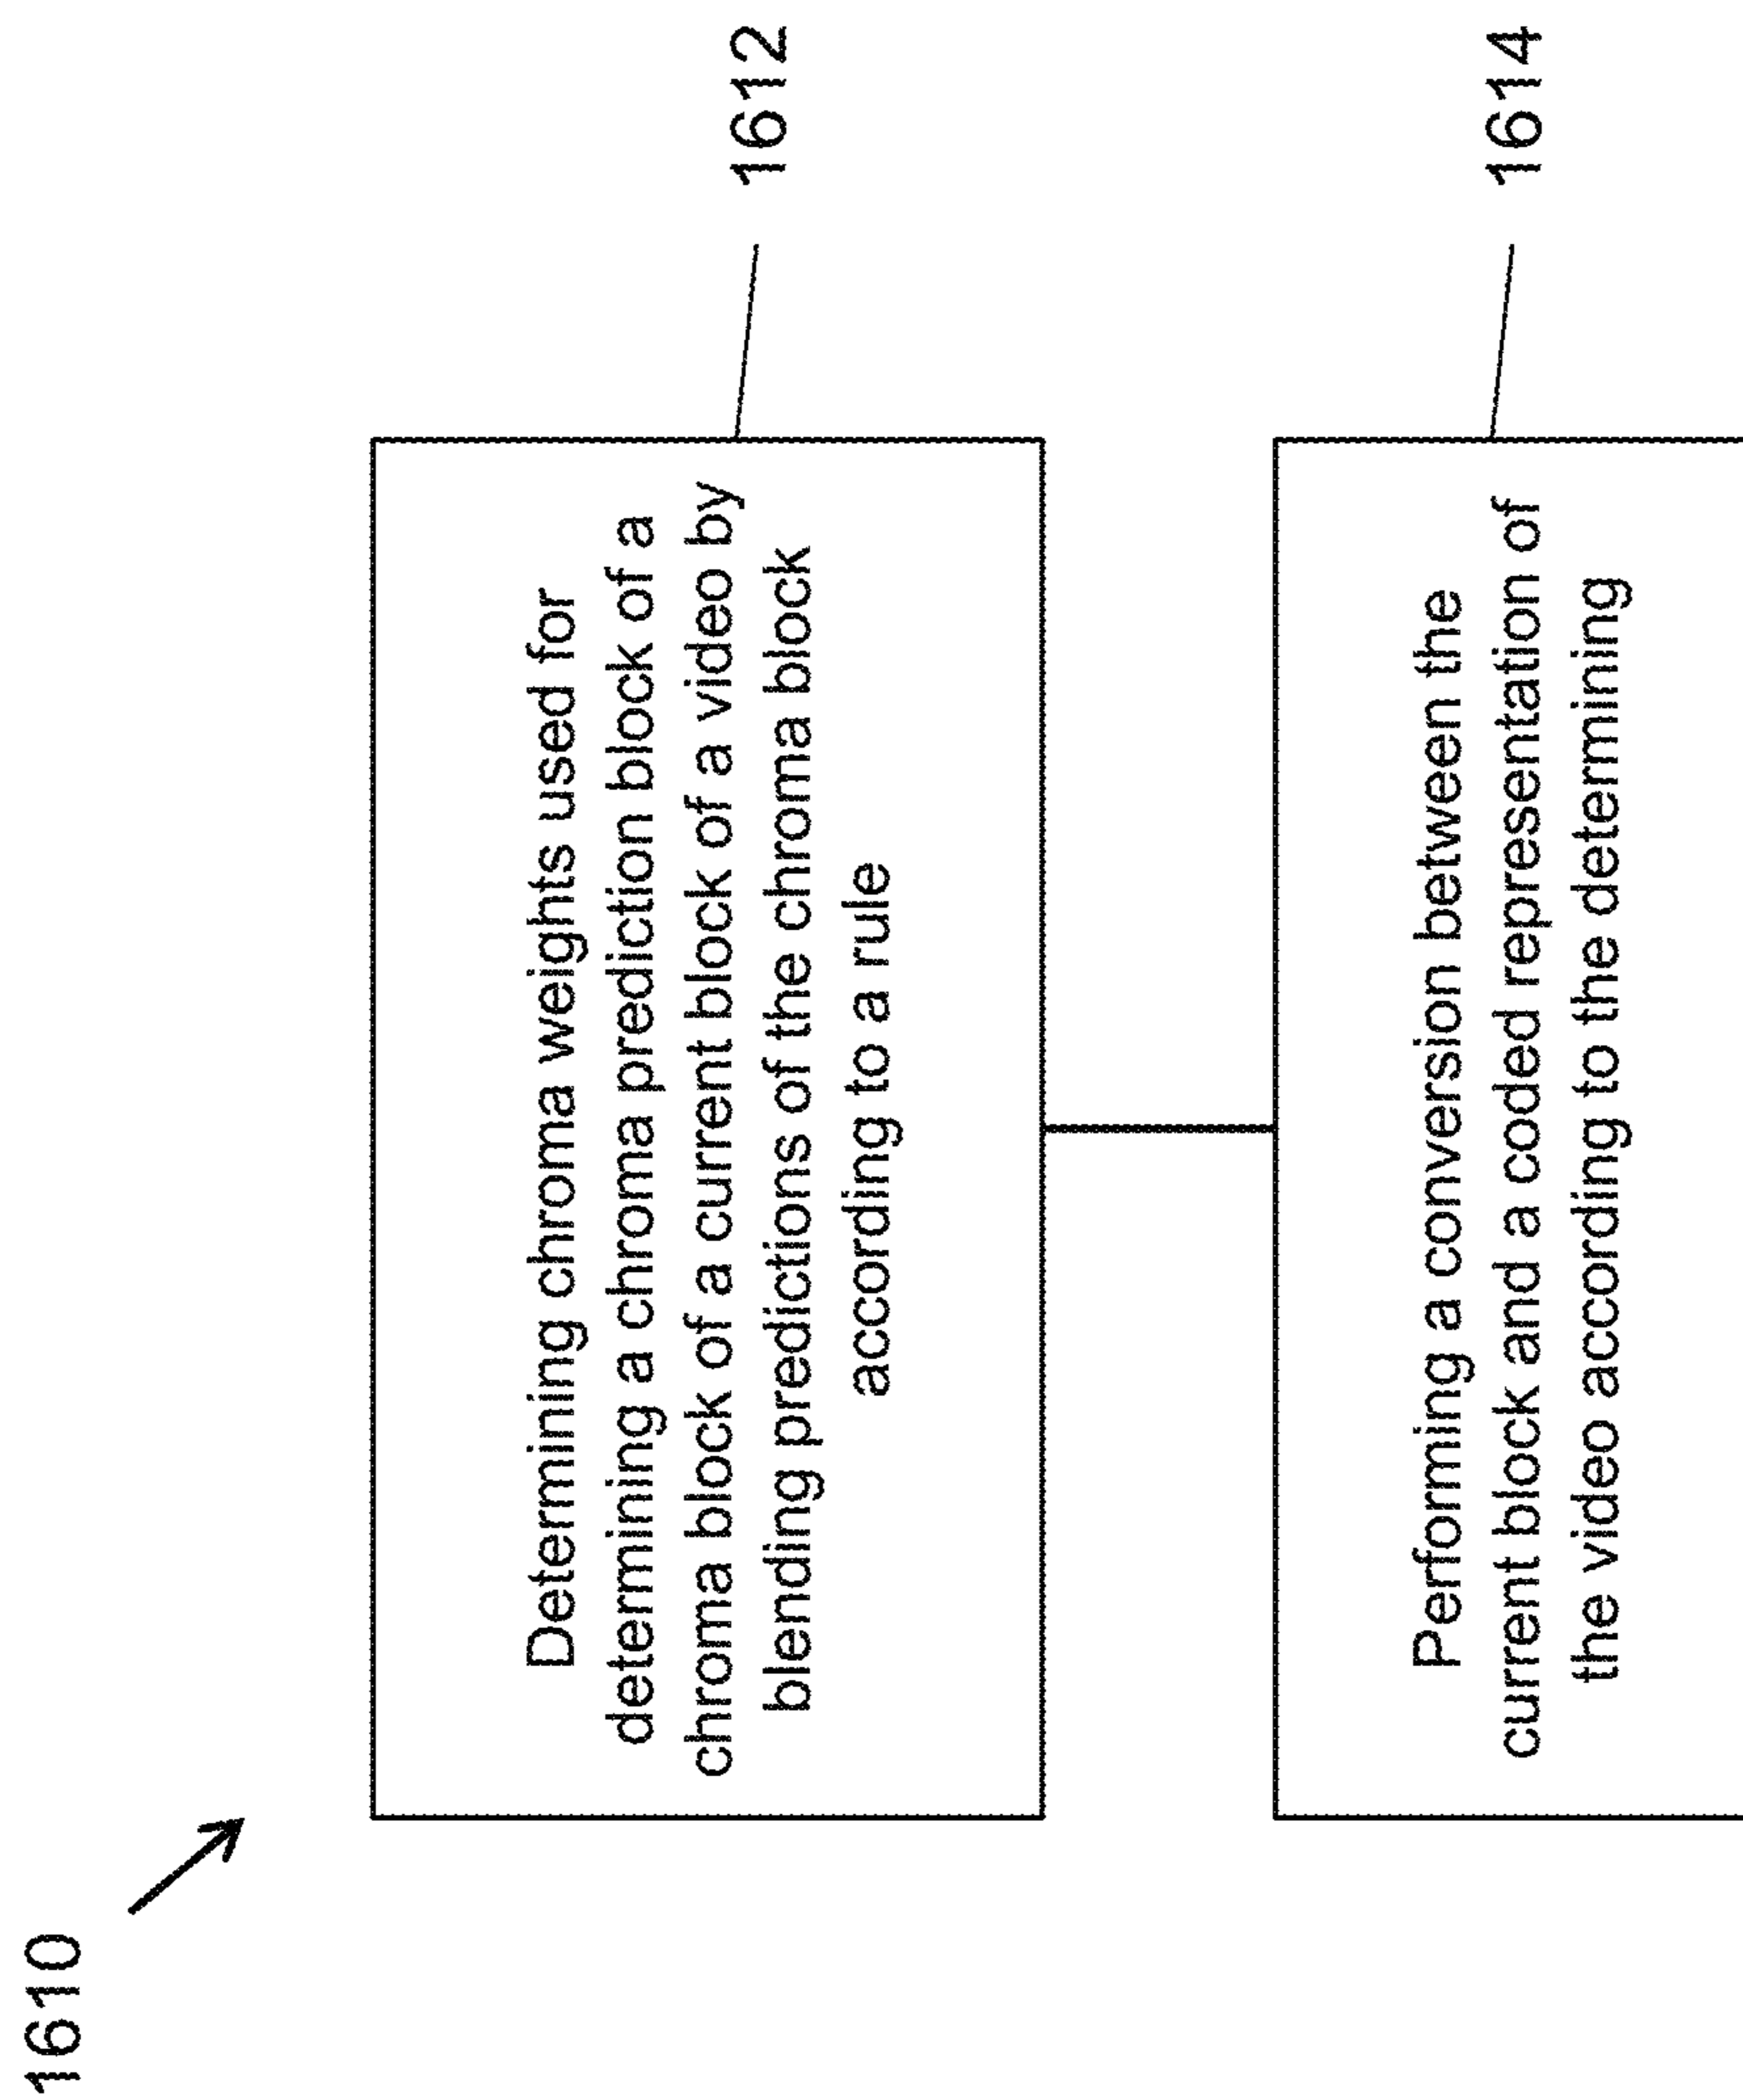 1610
Determining chroma weights used for
determining a chroma prediction block of a
chroma block of a current block of a video by
blending predictions of the chroma block
according to a rule
1612
Performing a conversion between the
current block and a coded representation of
the video according to the determining
1614